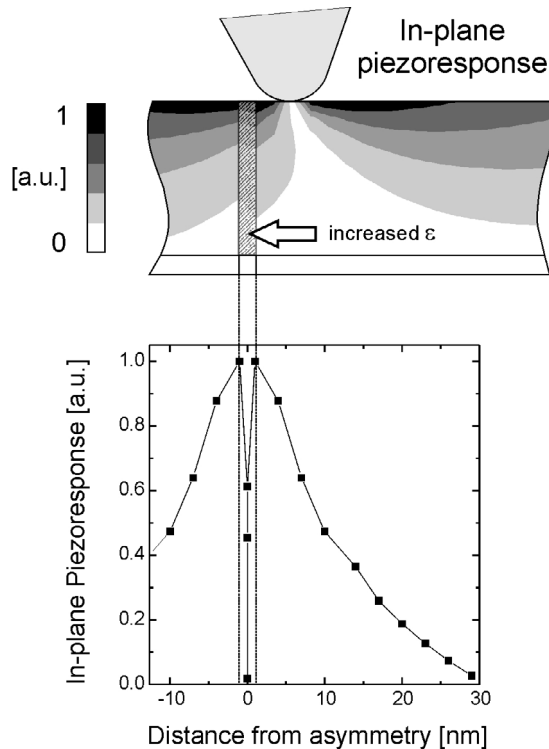 In-plane
piezoresponse
1
[a.u.]
0
increased ε
In-plane Piezoresponse [a.u.]
1.0
0.8
0.6
0.4
0.2
0.0
-10 0 10 20 30
Distance from asymmetry [nm]